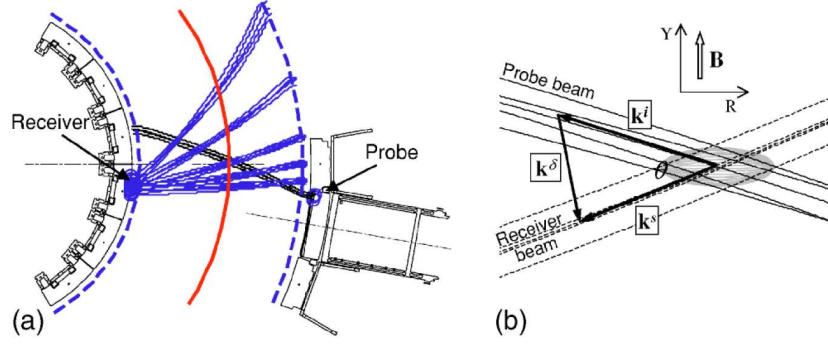 Receiver
Probe
(a)
Y
B
R
Probe beam
k^i
k^δ
θ
k^s
Receiver
beam
(b)